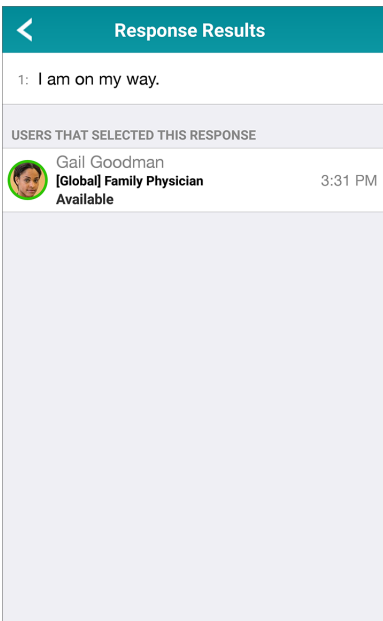 Response Results
1: I am on my way.
USERS THAT SELECTED THIS RESPONSE
Gail Goodman
[Global] Family Physician
3:31 PM
Available